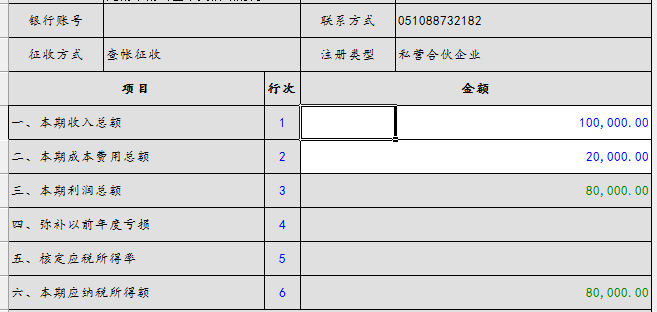 银行账号 联系方式 051088732182
征收方式 查帐征收 注册类型 私营合伙企业
项目 行次 金额
一、本期收入总额 1 100,000.00
二、本期成本费用总额 2 20,000.00
三、本期利润总额 3 80,000.00
四、弥补以前年度亏损 4
五、核定应税所得率 5
六、本期应纳税所得额 6 80,000.00